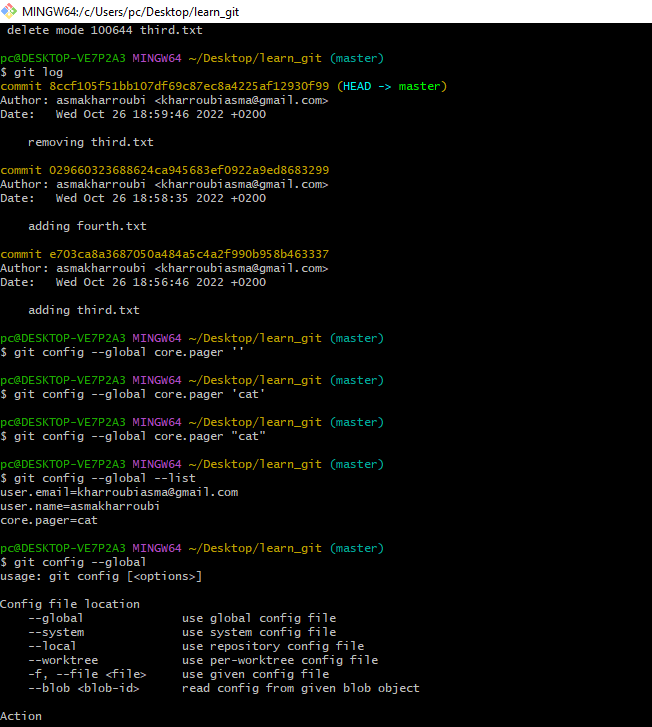 MINGW64:/c/Users/pc/Desktop/learn_git
delete mode 100644 third.txt
pc@DESKTOP-VE7P2A3 MINGW64 ~/Desktop/learn_git (master)
$ git log
commit 8ccf105f51bb107df69c87ec8a4225af12930f99 (HEAD -> master)
Author: asmakharroubi <kharroubiasma@gmail.com>
Date:   Wed Oct 26 18:59:46 2022 +0200
    removing third.txt
commit 029660323688624ca945683ef0922a9ed8683299
Author: asmakharroubi <kharroubiasma@gmail.com>
Date:   Wed Oct 26 18:58:35 2022 +0200
    adding fourth.txt
commit e703ca8a3687050a484a5c4a2f990b958b463337
Author: asmakharroubi <kharroubiasma@gmail.com>
Date:   Wed Oct 26 18:56:46 2022 +0200
    adding third.txt
pc@DESKTOP-VE7P2A3 MINGW64 ~/Desktop/learn_git (master)
$ git config --global core.pager ''
pc@DESKTOP-VE7P2A3 MINGW64 ~/Desktop/learn_git (master)
$ git config --global core.pager 'cat'
pc@DESKTOP-VE7P2A3 MINGW64 ~/Desktop/learn_git (master)
$ git config --global core.pager "cat"
pc@DESKTOP-VE7P2A3 MINGW64 ~/Desktop/learn_git (master)
$ git config --global --list
user.email=kharroubiasma@gmail.com
user.name=asmakharroubi
core.pager=cat
pc@DESKTOP-VE7P2A3 MINGW64 ~/Desktop/learn_git (master)
$ git config --global
usage: git config [<options>]
Config file location
    --global              use global config file
    --system              use system config file
    --local               use repository config file
    --worktree            use per-worktree config file
    -f, --file <file>     use given config file
    --blob <blob-id>      read config from given blob object
Action